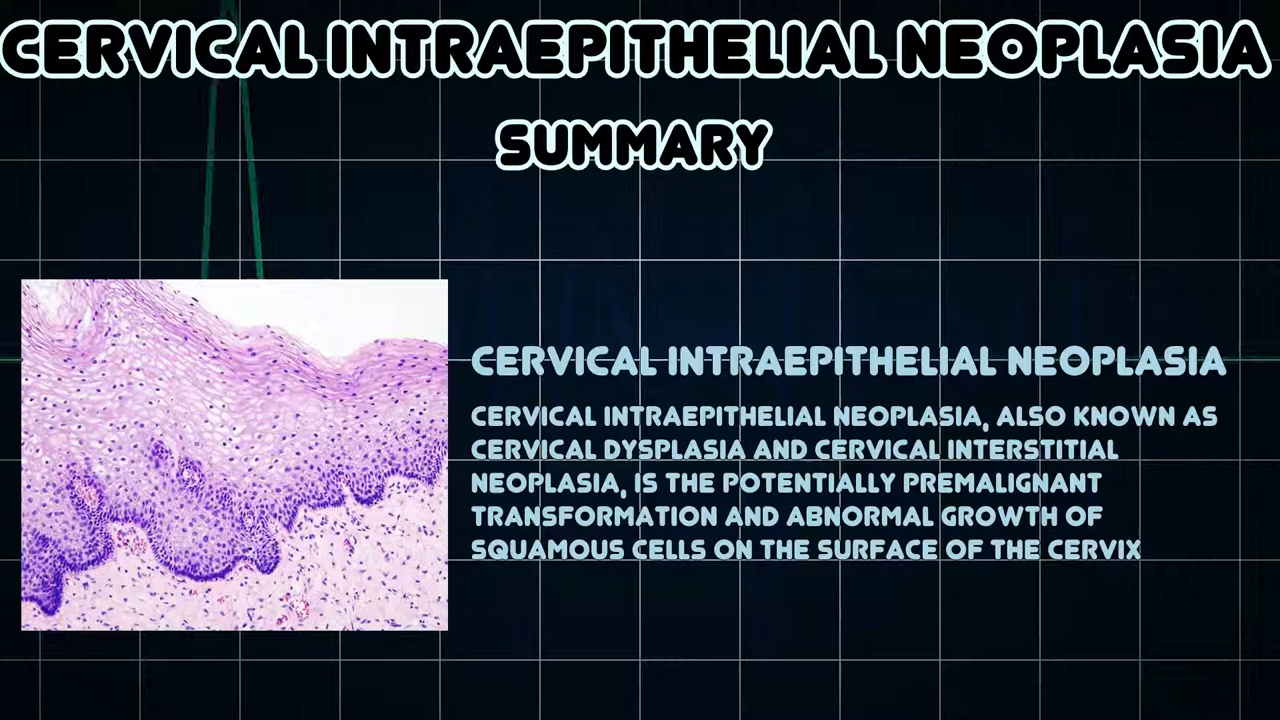 CERVICAL INTRAEPITHELIAL NEOPLASIA
SUMMARY
CERVICAL INTRAEPITHELIAL NEOPLASIA
CERVICAL INTRAEPITHELIAL NEOPLASIA, ALSO KNOWN AS
CERVICAL DYSPLASIA AND CERVICAL INTERSTITIAL
NEOPLASIA, IS THE POTENTIALLY PREMALIGNANT
TRANSFORMATION AND ABNORMAL GROWTH OF
SQUAMOUS CELLS ON THE SURFACE OF THE CERVIX